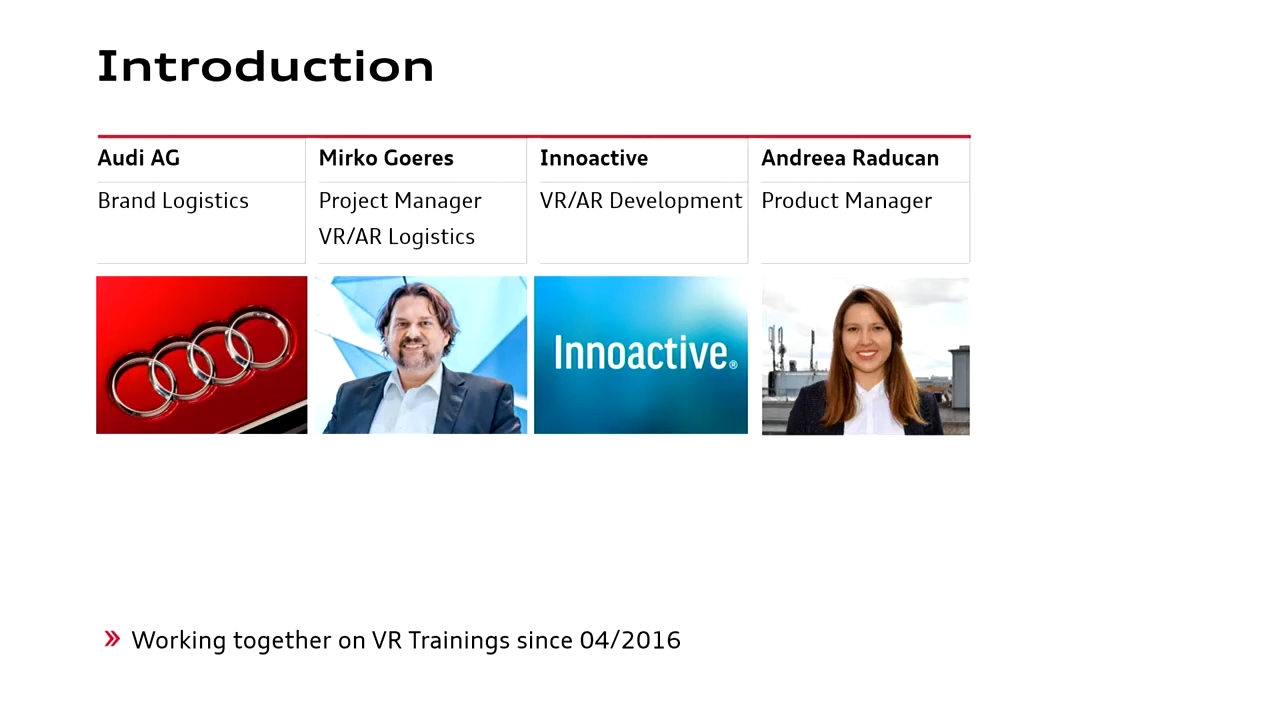 Introduction
Audi AG
Brand Logistics
Mirko Goeres
Project Manager
VR/AR Logistics
Innoactive
VR/AR Development
Andreea Raducan
Product Manager
Innoactive®
» Working together on VR Trainings since 04/2016